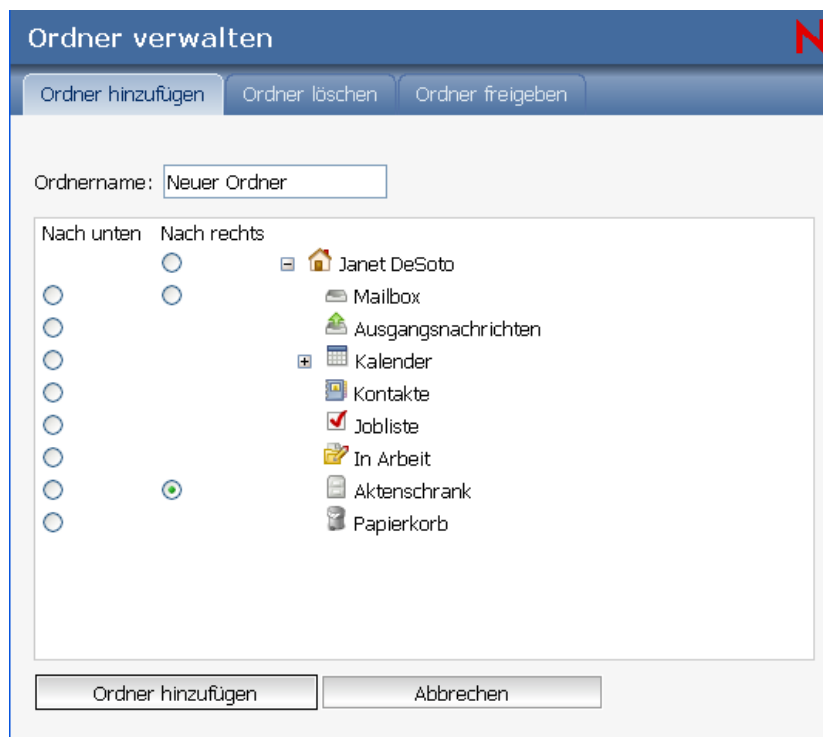 Ordner verwalten N
Ordner hinzufügen Ordner löschen Ordner freigeben
Ordnername: Neuer Ordner
Nach unten Nach rechts
Janet DeSoto
Mailbox
Ausgangsnachrichten
Kalender
Kontakte
Jobliste
In Arbeit
Aktenschrank
Papierkorb
Ordner hinzufügen Abbrechen